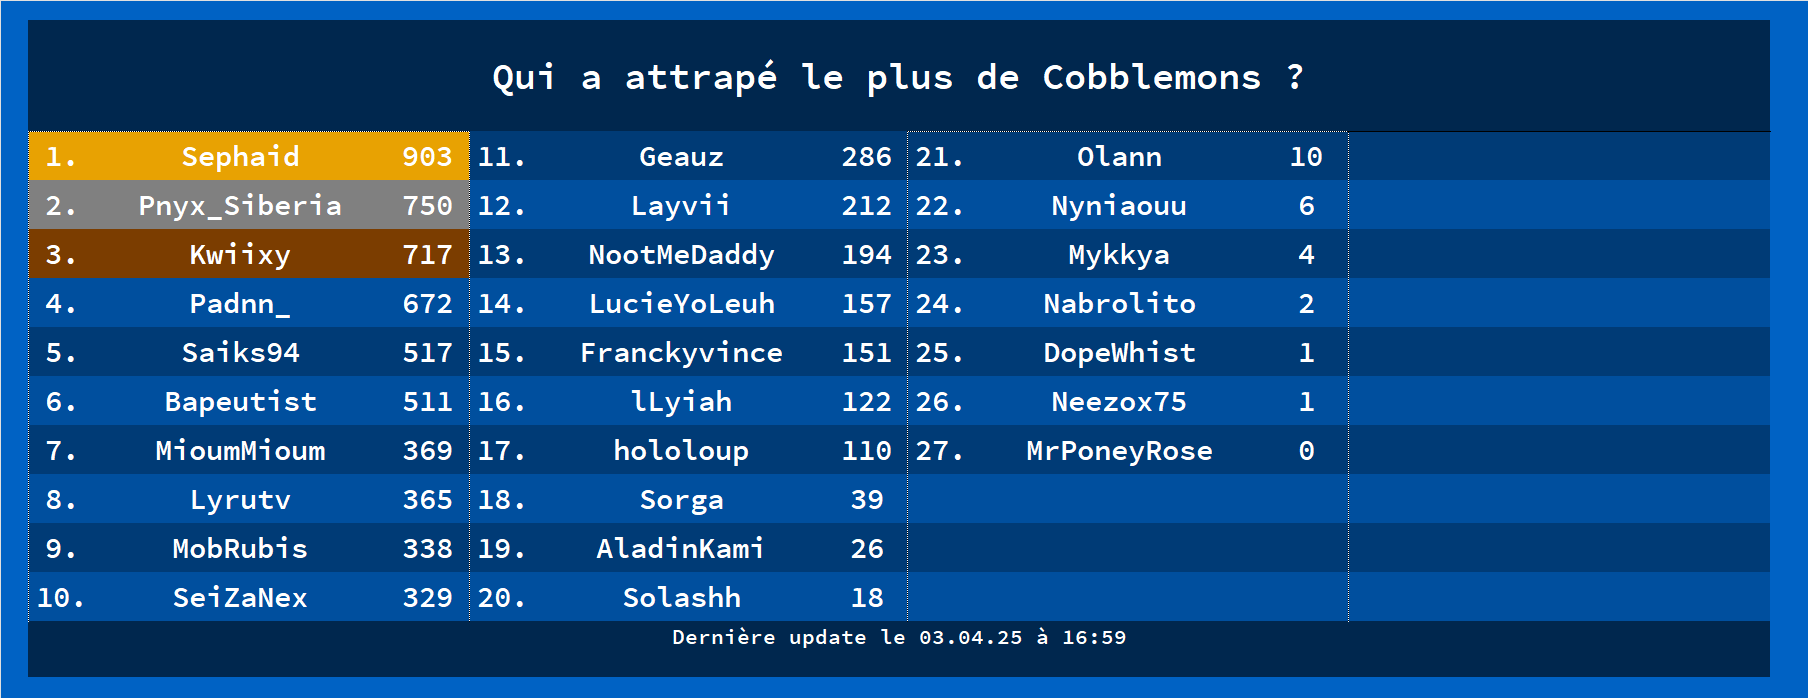 Qui a attrapé le plus de Cobblemons ?
1. Sephaid 903
2. Pnyx_Siberia 750
3. Kwiixy 717
4. Padnn_ 672
5. Saiks94 517
6. Bapeutist 511
7. MioumMioum 369
8. Lyrutv 365
9. MobRubis 338
10. SeiZaNex 329
11. Geauz 286
12. Layvii 212
13. NootMeDaddy 194
14. LucieYoLeuh 157
15. Franckyvince 151
16. lLyiah 122
17. hololoup 110
18. Sorga 39
19. AladinKami 26
20. Solashh 18
21. Olann 10
22. Nyniaouu 6
23. Mykkya 4
24. Nabrolito 2
25. DopeWhist 1
26. Neezox75 1
27. MrPoneyRose 0
Dernière update le 03.04.25 à 16:59